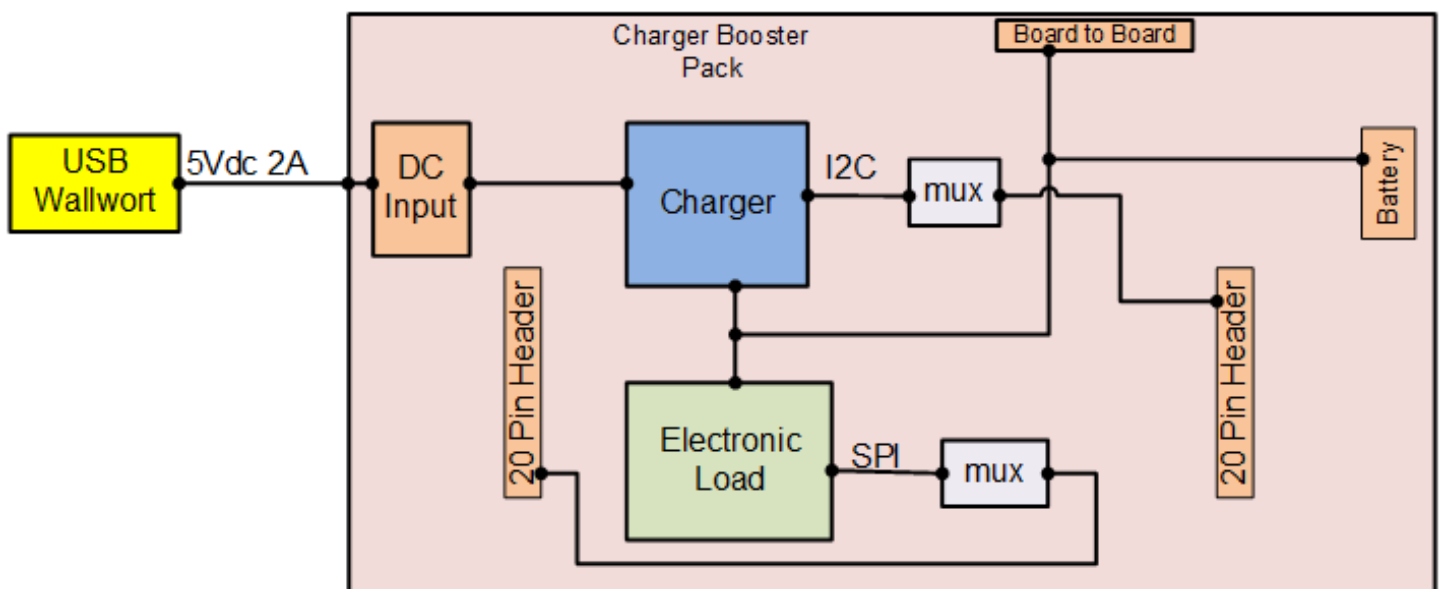 Charger Booster
Pack
Board to Board
USB
Wallwort
5Vdc 2A
DC
Input
Charger
I2C
mux
Battery
20 Pin Header
20 Pin Header
Electronic
Load
SPI
mux